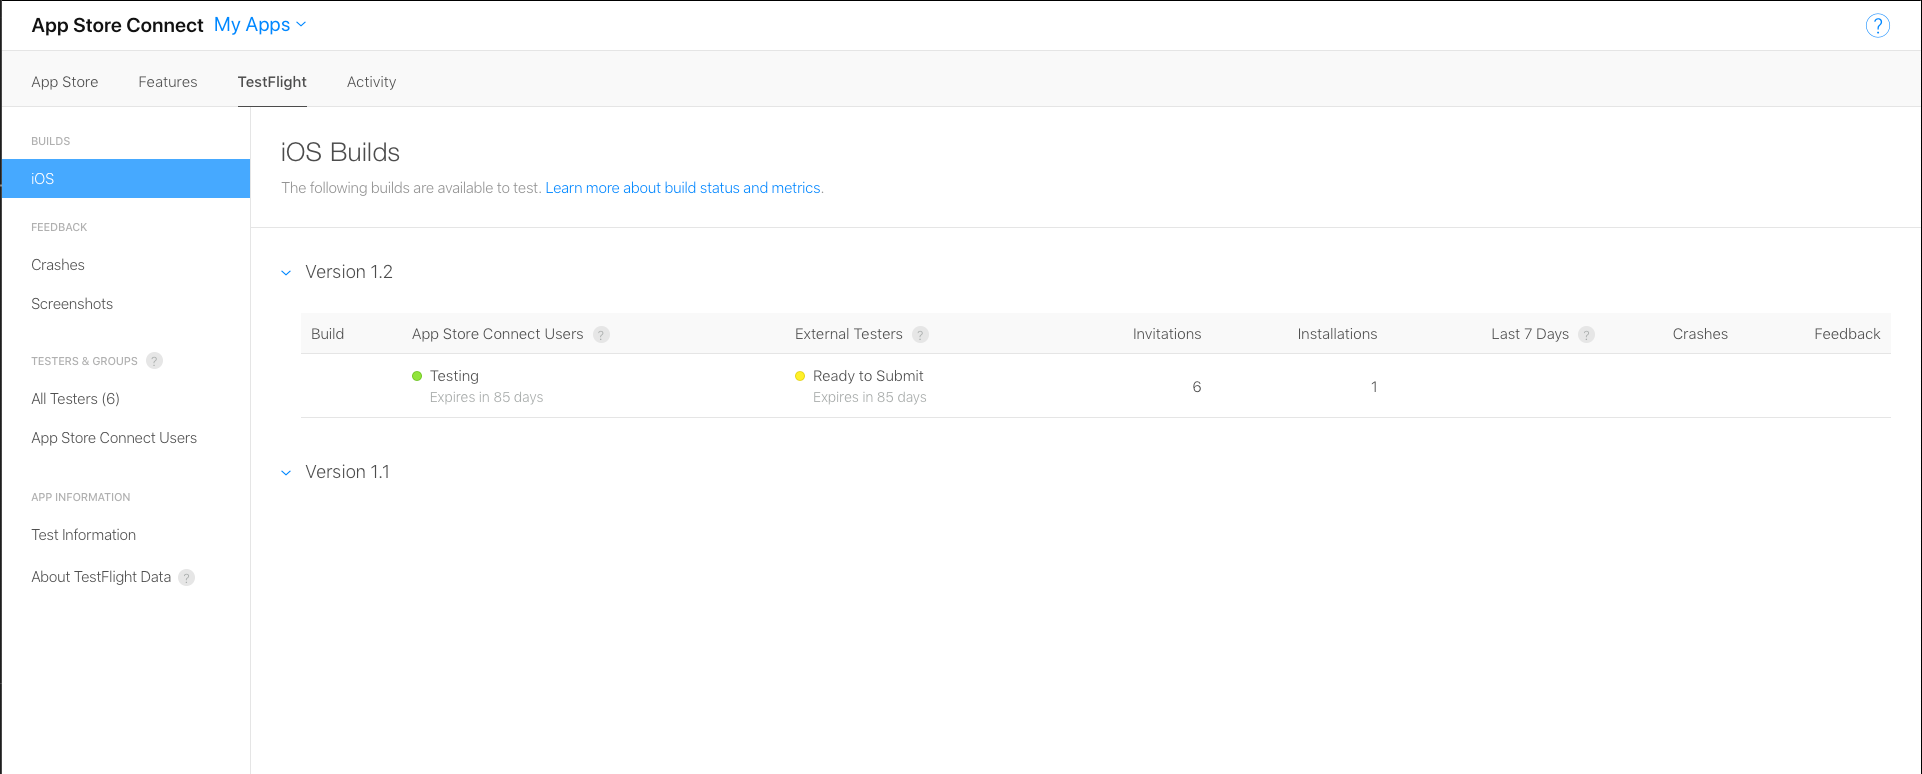 App Store Connect My Apps
?
App Store Features TestFlight Activity
BUILDS
iOS
FEEDBACK
Crashes
Screenshots
TESTERS & GROUPS ?
All Testers (6)
App Store Connect Users
APP INFORMATION
Test Information
About TestFlight Data ?
iOS Builds
The following builds are available to test. Learn more about build status and metrics.
Version 1.2
Build App Store Connect Users ? External Testers ? Invitations Installations Last 7 Days ? Crashes Feedback
Testing Ready to Submit 6 1
Expires in 85 days Expires in 85 days
Version 1.1